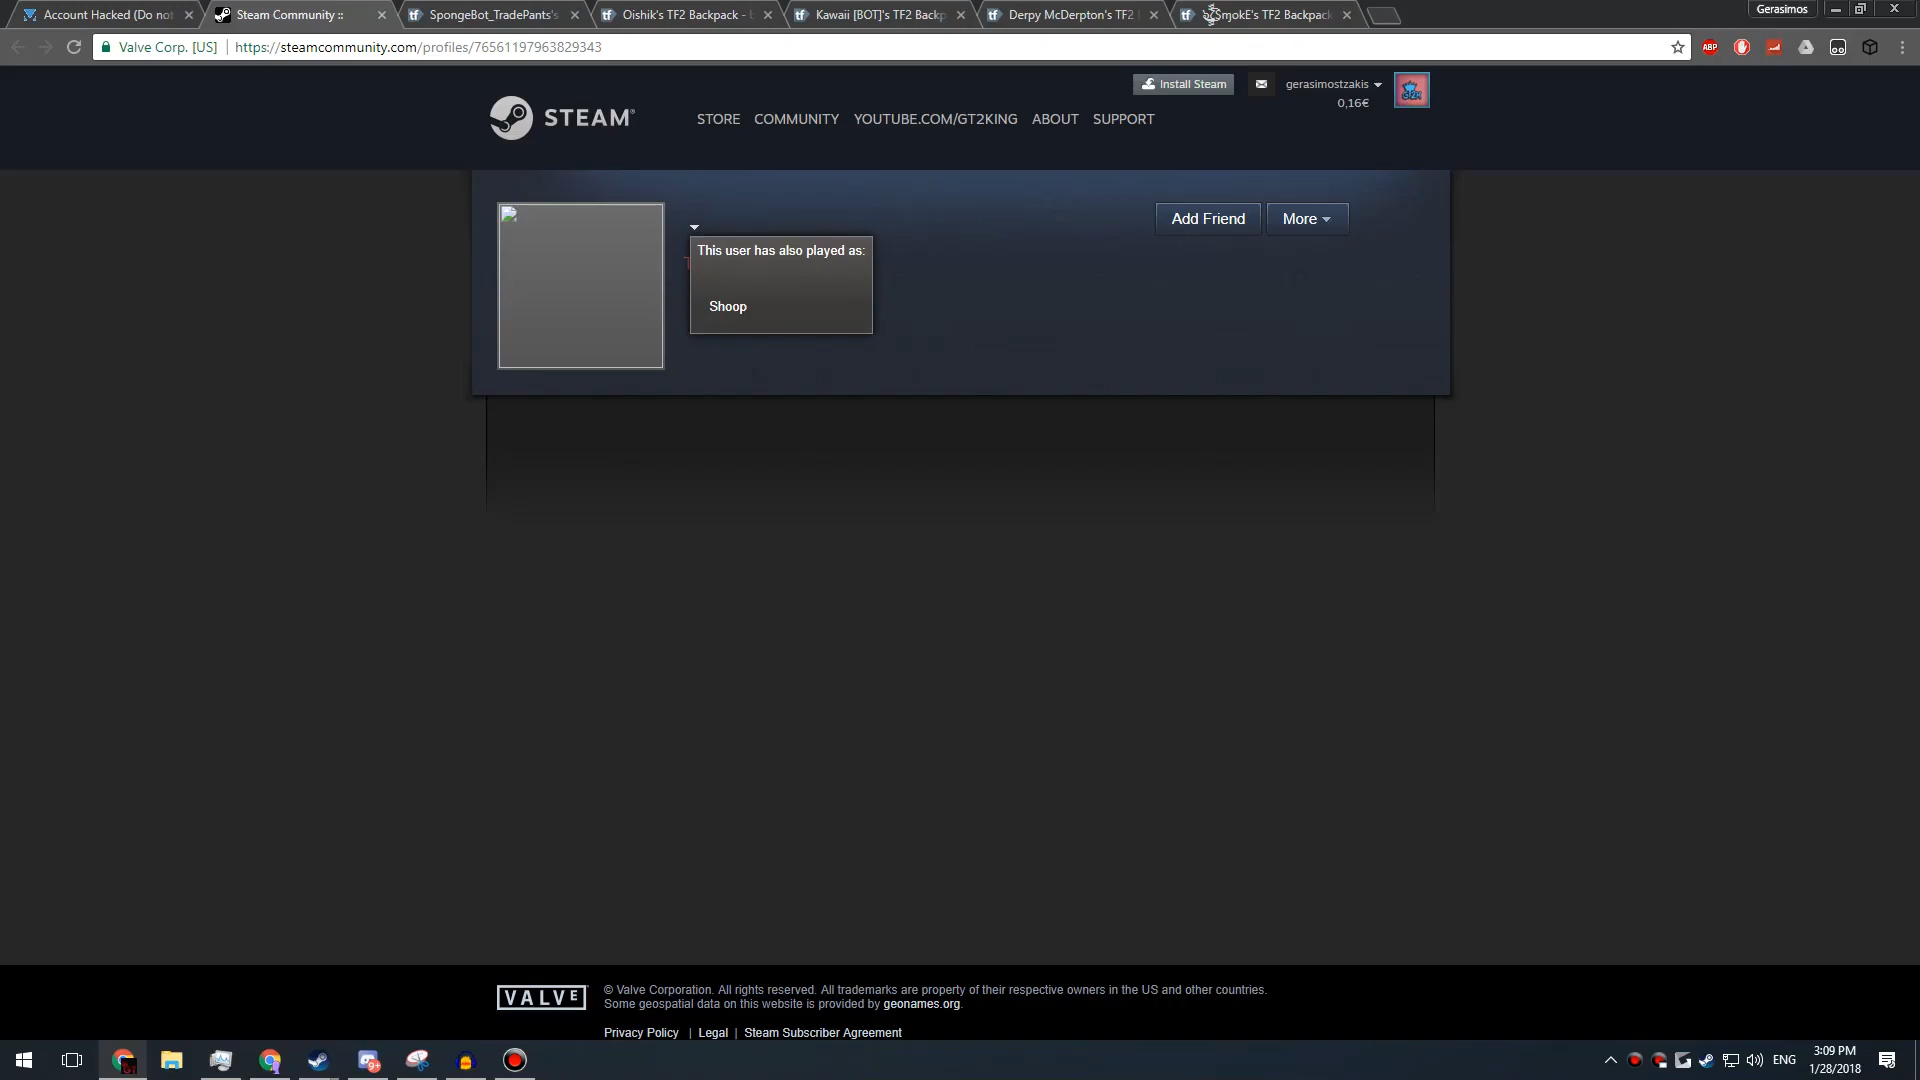 Account Hacked (Do not
Steam Community ::
SpongeBot_TradePants's
Oishik's TF2 Backpack -
Kawaii [BOT]'s TF2 Backp
Derpy McDerpton's TF2
SmokE's TF2 Backpack
Gerasimos
Valve Corp. [US]
https://steamcommunity.com/profiles/76561197963829343
ABP
Install Steam
gerasimostzakis
0,16€
STEAM®
STORE
COMMUNITY
YOUTUBE.COM/GT2KING
ABOUT
SUPPORT
Add Friend
More
This user has also played as:
Shoop
VALVE
© Valve Corporation. All rights reserved. All trademarks are property of their respective owners in the US and other countries.
Some geospatial data on this website is provided by geonames.org.
Privacy Policy | Legal | Steam Subscriber Agreement
9+
ENG
3:09 PM
1/28/2018